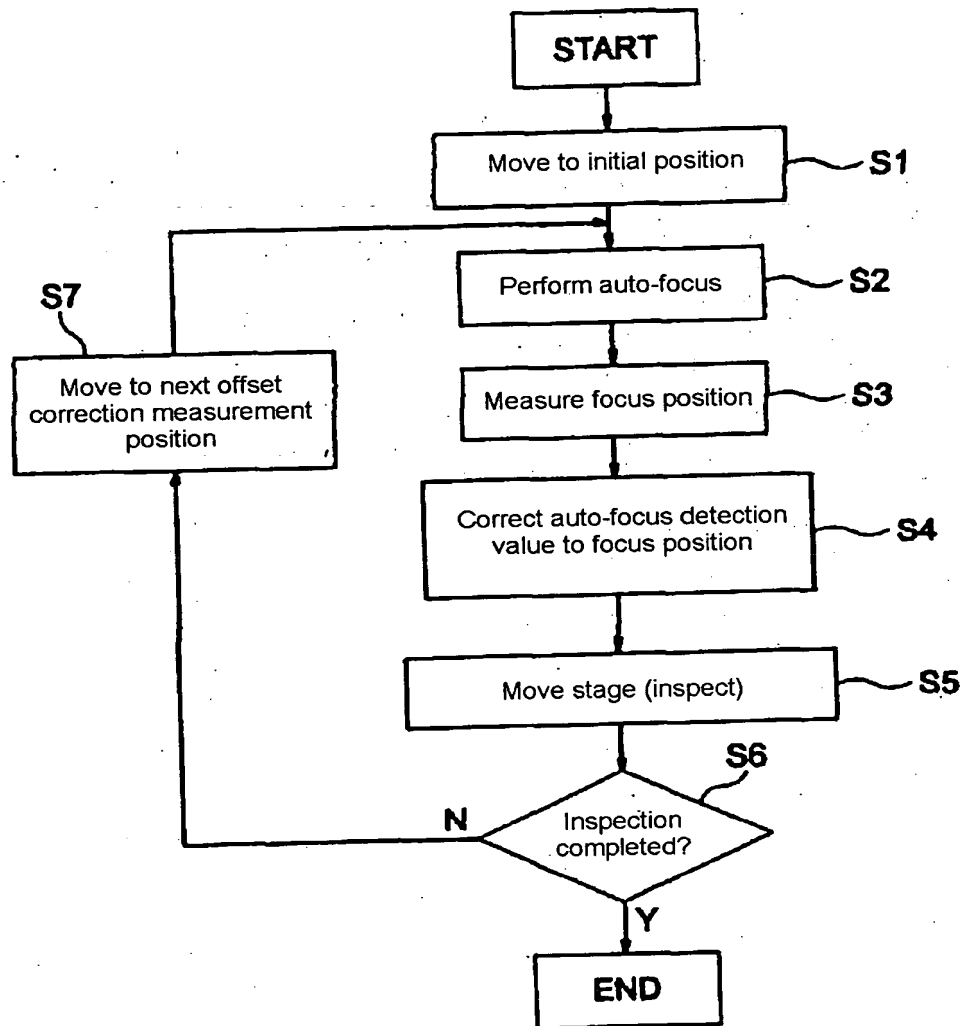 START
Move to initial position
S1
Perform auto-focus
S2
S7
Move to next offset
correction measurement
position
Measure focus position
S3
Correct auto-focus detection
value to focus position
S4
Move stage (inspect)
S5
S6
N
Inspection
completed?
Y
END